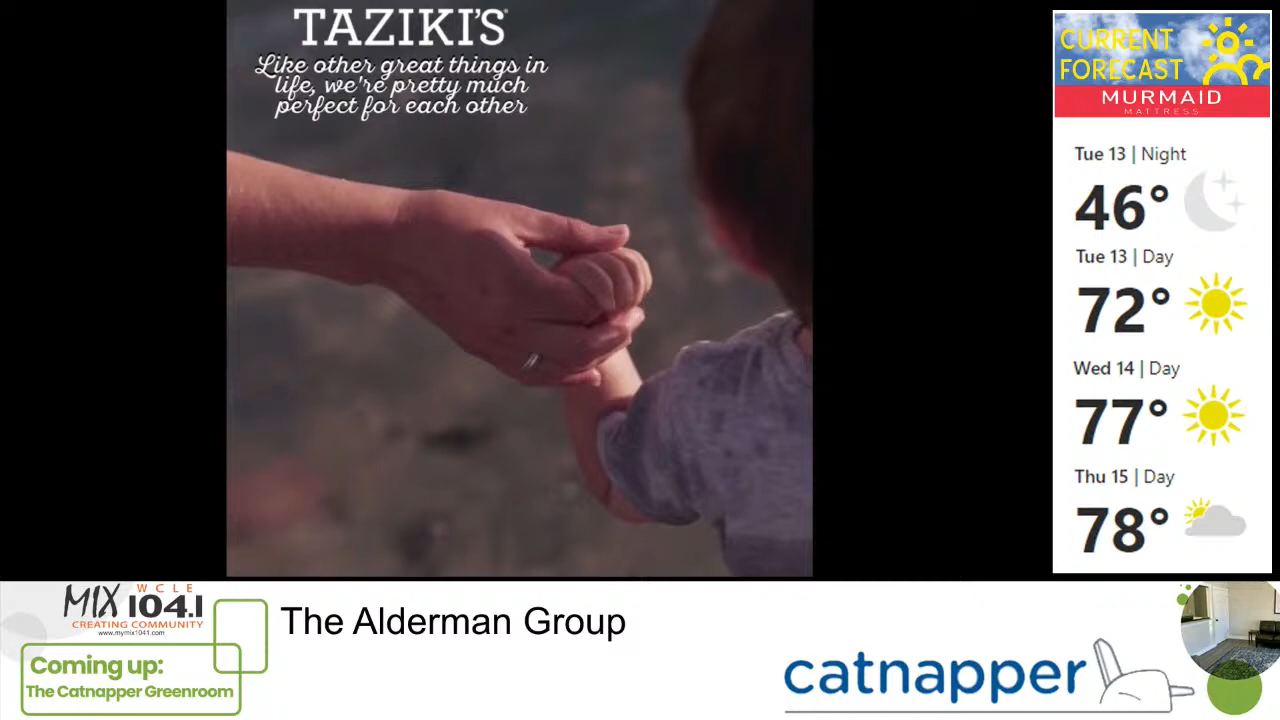 TAZIKI'S
Like other great things in
life, we're pretty much
perfect for each other
CURRENT
FORECAST
MURMAID
MATTRESS
Tue 13 | Night
46°
Tue 13 | Day
72°
Wed 14 | Day
77°
Thu 15 | Day
78°
WCLE
MIX 104.1
CREATING COMMUNITY
www.mymix1041.com
Coming up:
The Catnapper Greenroom
The Alderman Group
catnapper